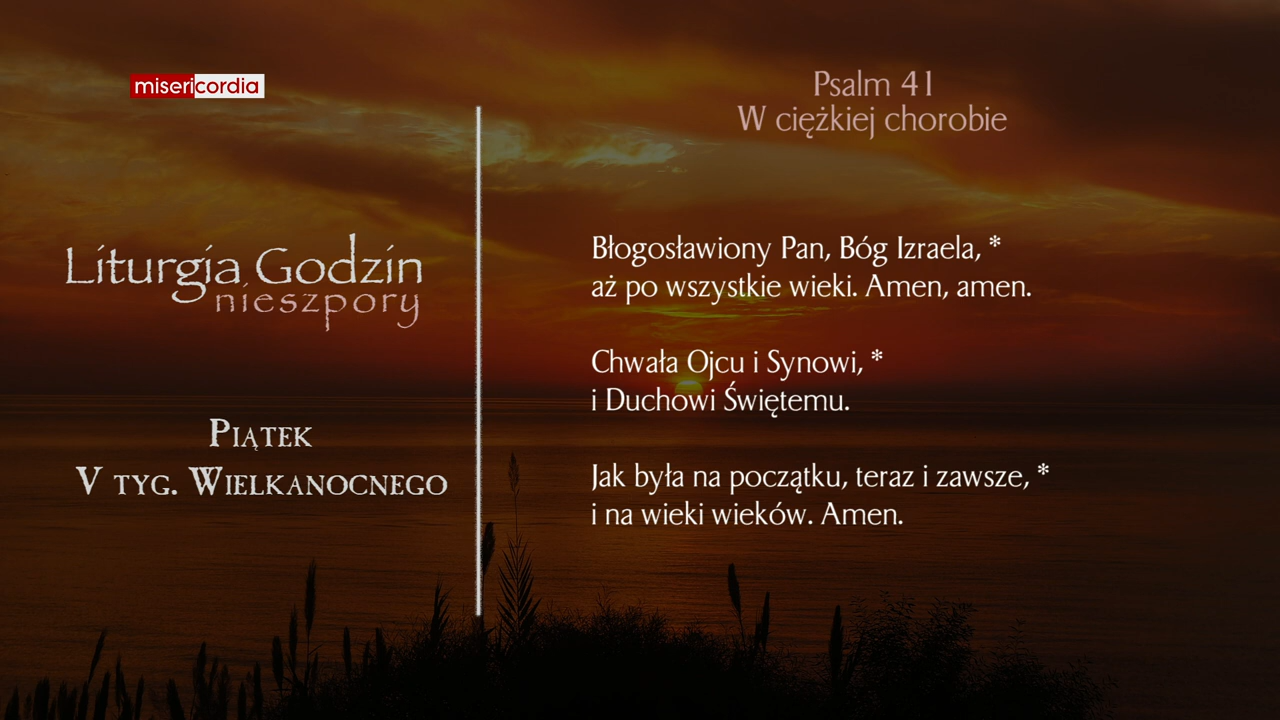 misericordia
Liturgia Godzin
nieszpory
Piątek
V tyg. Wielkanocnego
Psalm 41
W ciężkiej chorobie
Błogosławiony Pan, Bóg Izraela, *
aż po wszystkie wieki. Amen, amen.
Chwała Ojcu i Synowi, *
i Duchowi Świętemu.
Jak była na początku, teraz i zawsze, *
i na wieki wieków. Amen.